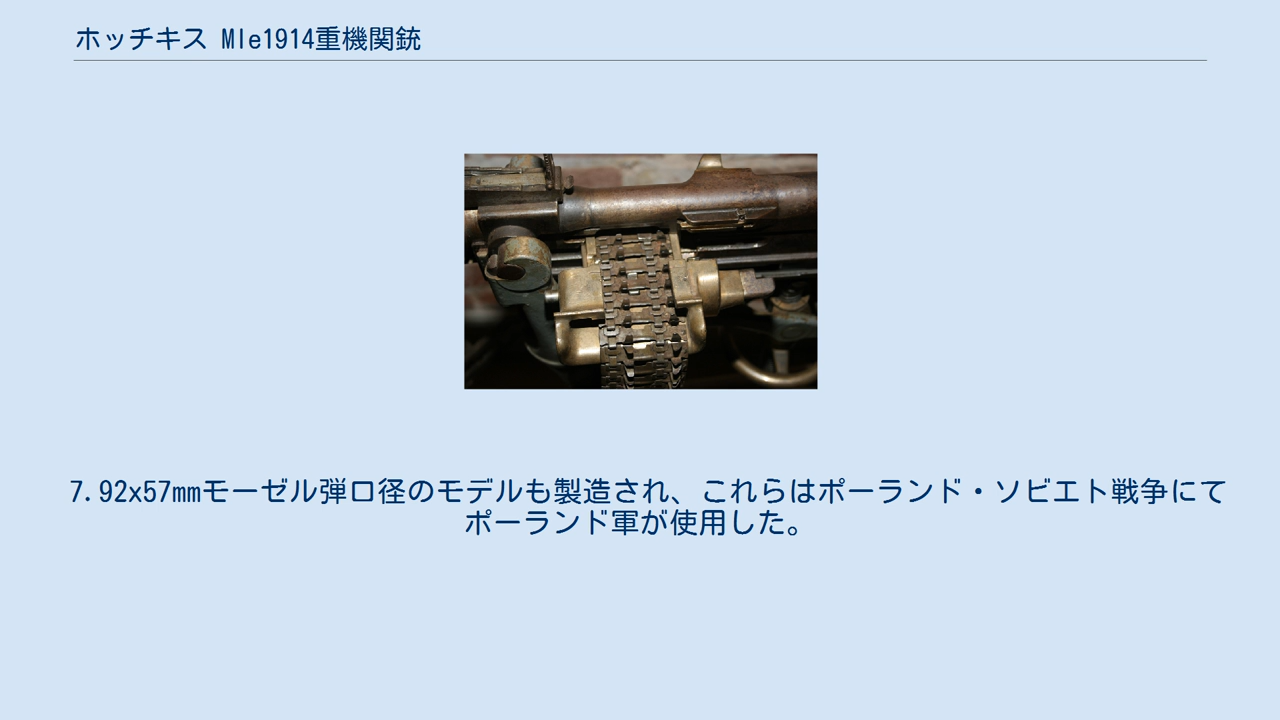 ホッチキス Mle1914重機関銃
7.92x57mmモーゼル弾口径のモデルも製造され、これらはポーランド・ソビエト戦争にて
ポーランド軍が使用した。